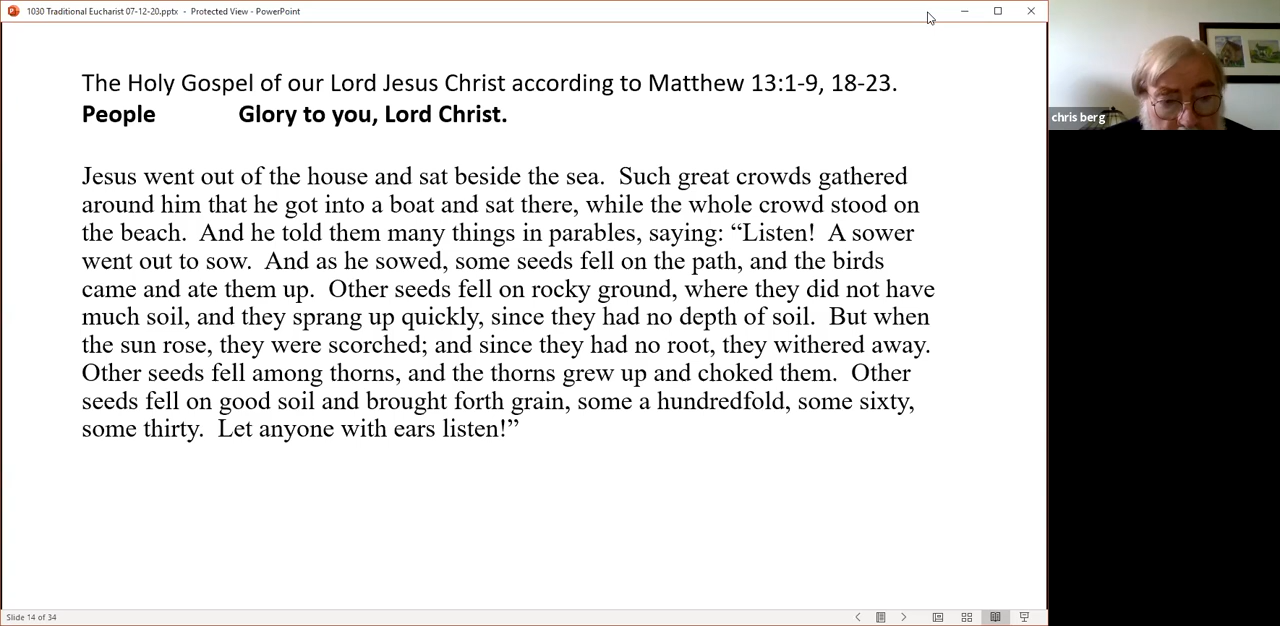 1030 Traditional Eucharist 07-12-20.pptx - Protected View - PowerPoint
The Holy Gospel of our Lord Jesus Christ according to Matthew 13:1-9, 18-23.
People Glory to you, Lord Christ.
chris berg
Jesus went out of the house and sat beside the sea. Such great crowds gathered
around him that he got into a boat and sat there, while the whole crowd stood on
the beach. And he told them many things in parables, saying: “Listen! A sower
went out to sow. And as he sowed, some seeds fell on the path, and the birds
came and ate them up. Other seeds fell on rocky ground, where they did not have
much soil, and they sprang up quickly, since they had no depth of soil. But when
the sun rose, they were scorched; and since they had no root, they withered away.
Other seeds fell among thorns, and the thorns grew up and choked them. Other
seeds fell on good soil and brought forth grain, some a hundredfold, some sixty,
some thirty. Let anyone with ears listen!”
Slide 14 of 34